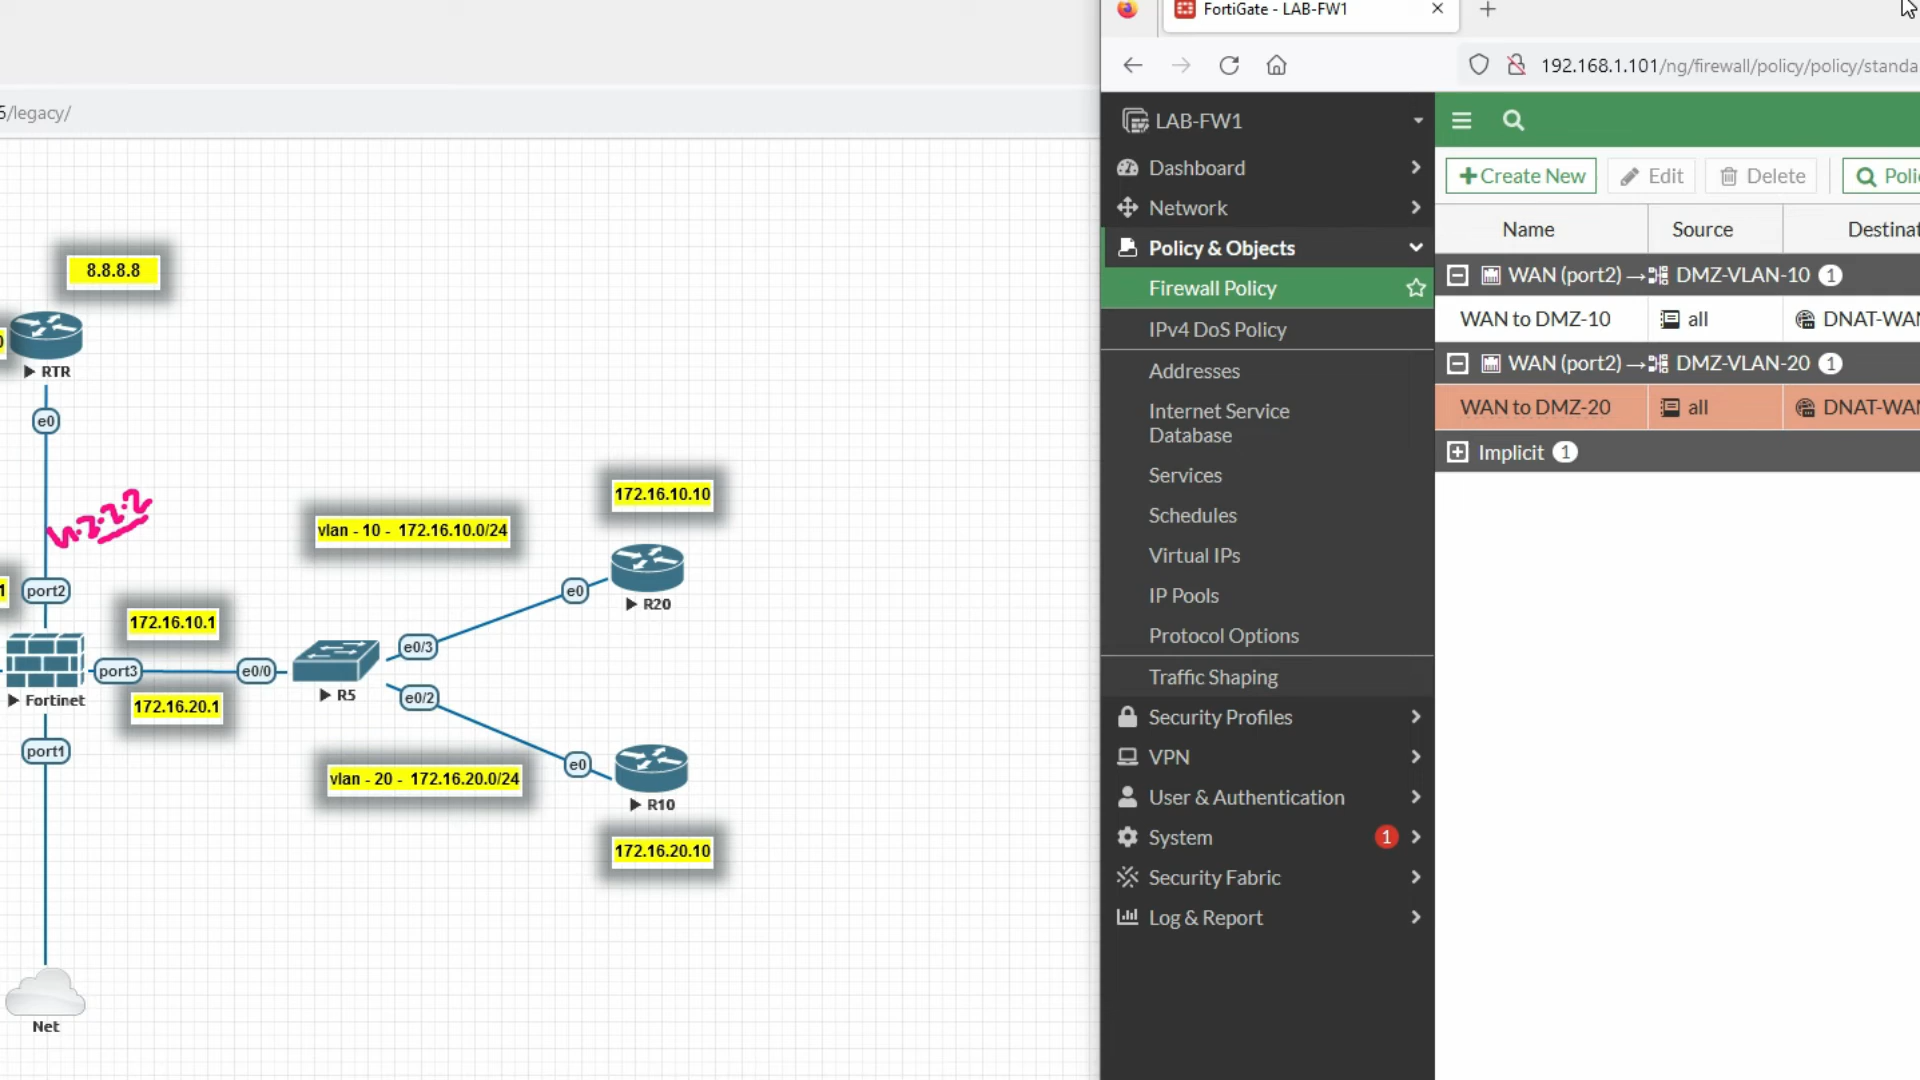 FortiGate - LAB-FW1
192.168.1.101/ng/firewall/policy/policy/standa
/legacy/
LAB-FW1
Dashboard
Network
Policy & Objects
Firewall Policy
IPv4 DoS Policy
Addresses
Internet Service
Database
Services
Schedules
Virtual IPs
IP Pools
Protocol Options
Traffic Shaping
Security Profiles
VPN
User & Authentication
System 1
Security Fabric
Log & Report
Create New Edit Delete Polic
Name Source Destinat
WAN (port2) → DMZ-VLAN-10 1
WAN to DMZ-10 all DNAT-WAN
WAN (port2) → DMZ-VLAN-20 1
WAN to DMZ-20 all DNAT-WAN
Implicit 1
8.8.8.8
RTR
e0
port2
172.16.10.1
Fortinet
port3
e0/0
172.16.20.1
port1
Net
vlan - 10 - 172.16.10.0/24
R5
e0/3
e0/2
vlan - 20 - 172.16.20.0/24
172.16.10.10
e0
R20
e0
R10
172.16.20.10